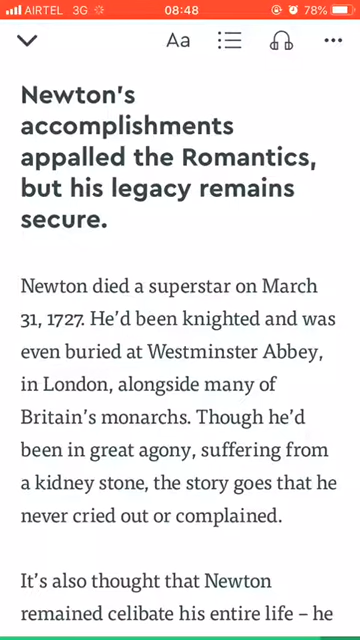 AIRTEL 3G 08:48 78%
Aa
Newton's
accomplishments
appalled the Romantics,
but his legacy remains
secure.
Newton died a superstar on March
31, 1727. He'd been knighted and was
even buried at Westminster Abbey,
in London, alongside many of
Britain's monarchs. Though he'd
been in great agony, suffering from
a kidney stone, the story goes that he
never cried out or complained.
It's also thought that Newton
remained celibate his entire life – he